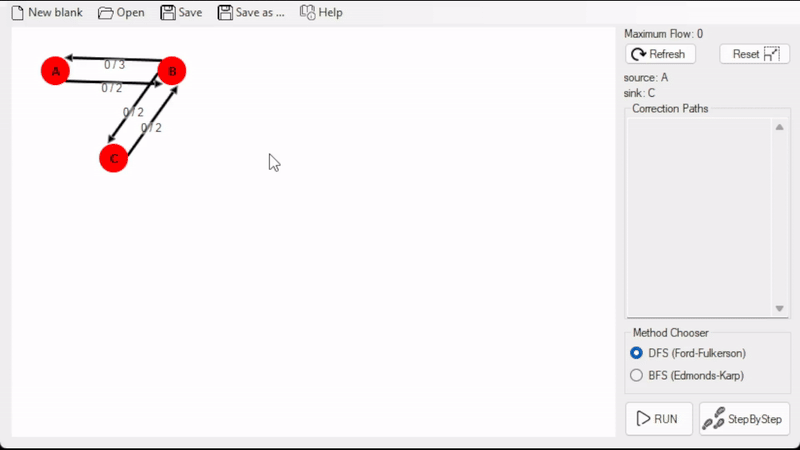 New blank Open Save Save as ... Help
Maximum Flow: 0
Refresh Reset
source: A
sink: C
Correction Paths
A B
0 / 3
0 / 2
0 / 2
0 / 2
C
Method Chooser
DFS (Ford-Fulkerson)
BFS (Edmonds-Karp)
RUN StepByStep